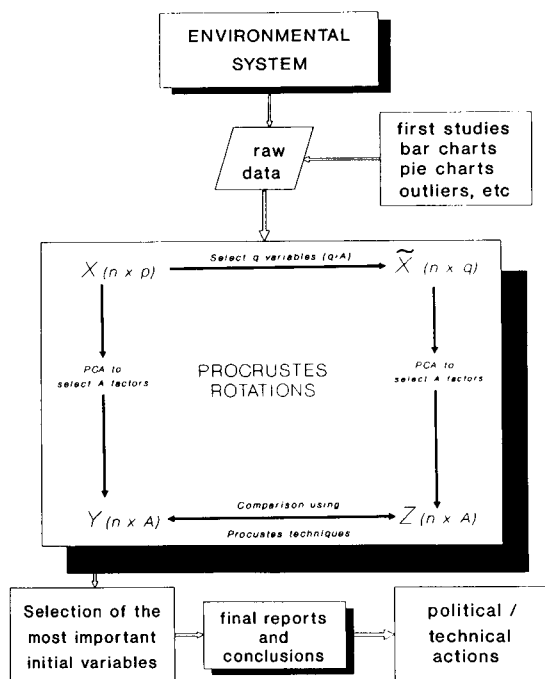 ENVIRONMENTAL
SYSTEM
raw
data
first studies
bar charts
pie charts
outliers, etc
X (n x p)
Select q variables (q›A)
X̃ (n x q)
PCA to
select A factors
PROCRUSTES
ROTATIONS
PCA to
select A factors
Y (n x A)
Comparison using
Procuates techniques
Z (n x A)
Selection of the
most important
initial variables
final reports
and
conclusions
political /
technical
actions